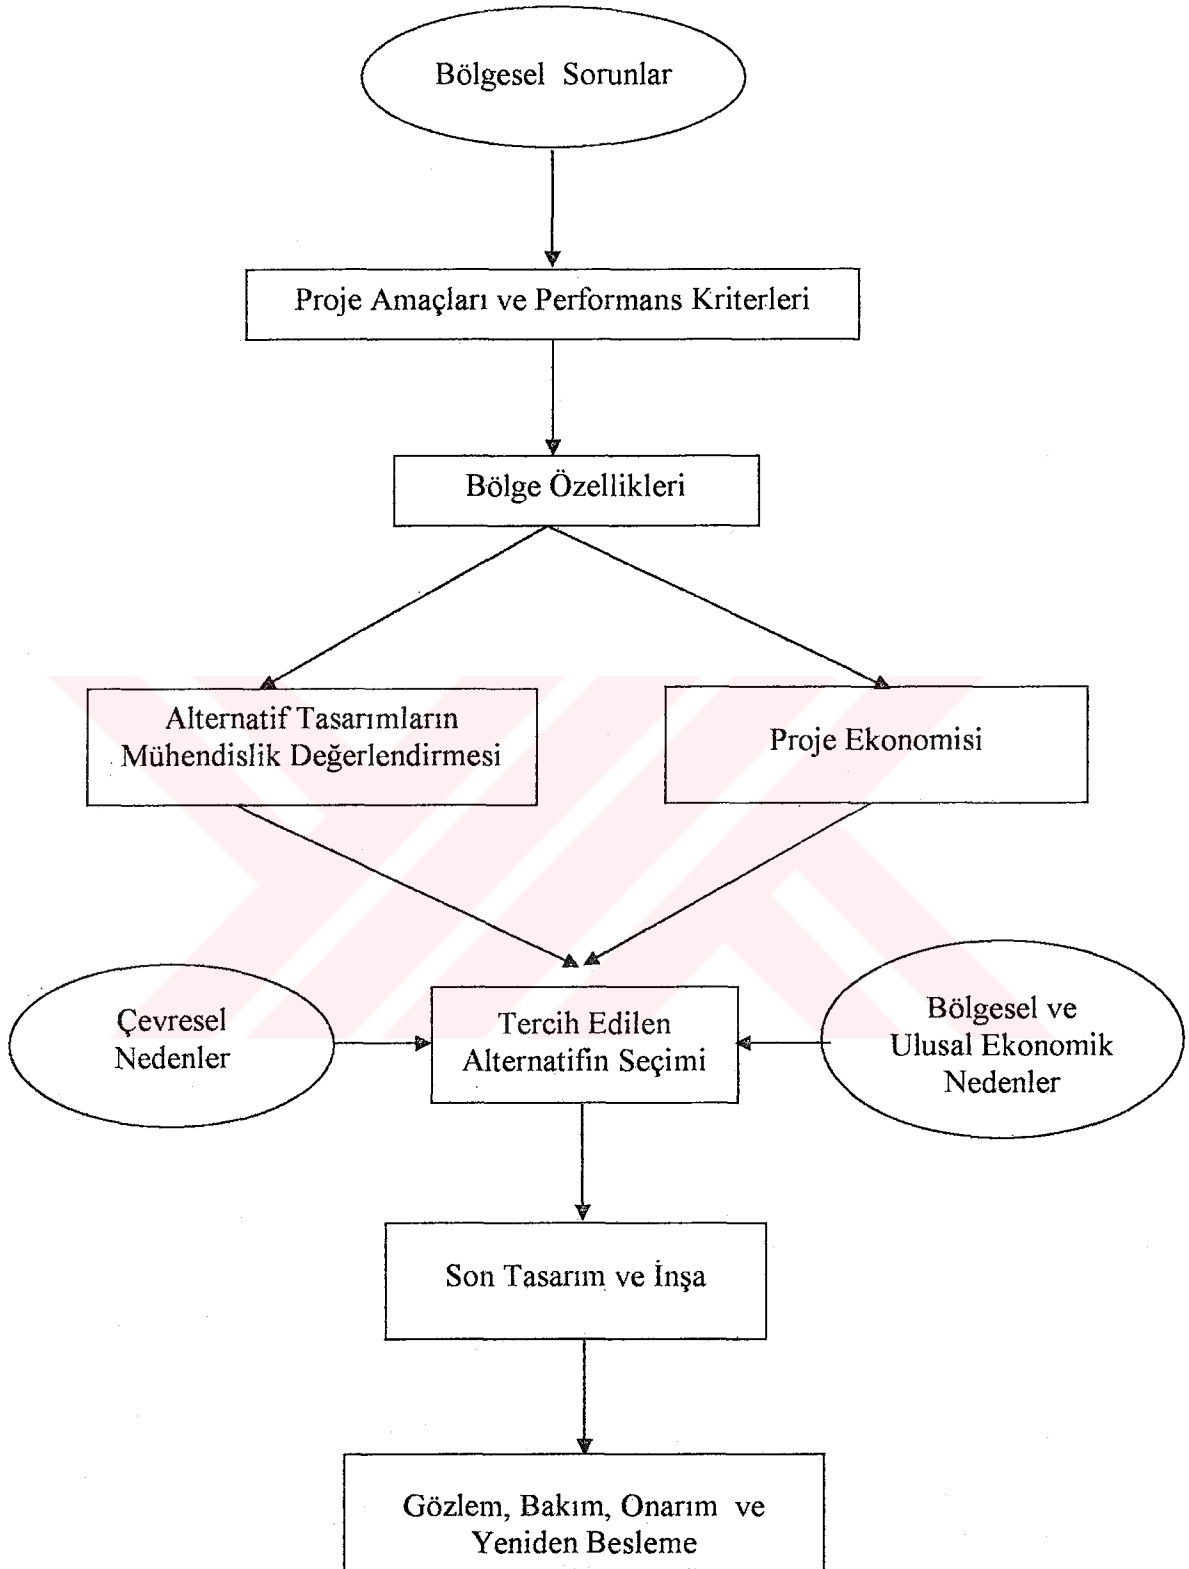 Bölgesel Sorunlar
Proje Amaçları ve Performans Kriterleri
Bölge Özellikleri
Alternatif Tasarımların
Mühendislik Değerlendirmesi
Proje Ekonomisi
Çevresel
Nedenler
Tercih Edilen
Alternatifin Seçimi
Bölgesel ve
Ulusal Ekonomik
Nedenler
Son Tasarım ve İnşa
Gözlem, Bakım, Onarım ve
Yeniden Besleme